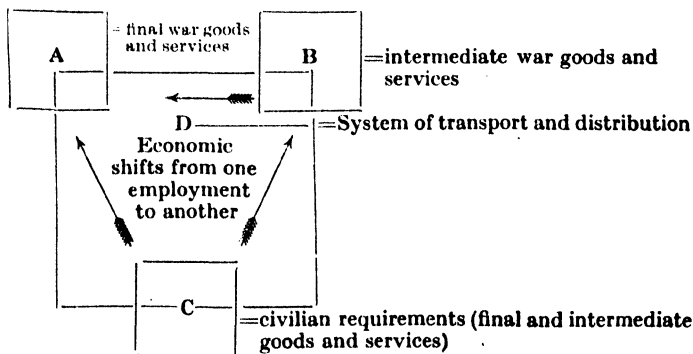 = final war goods
and services
A
B
=intermediate war goods and
services
D
=System of transport and distribution
Economic
shifts from one
employment
to another
C
=civilian requirements (final and intermediate
goods and services)